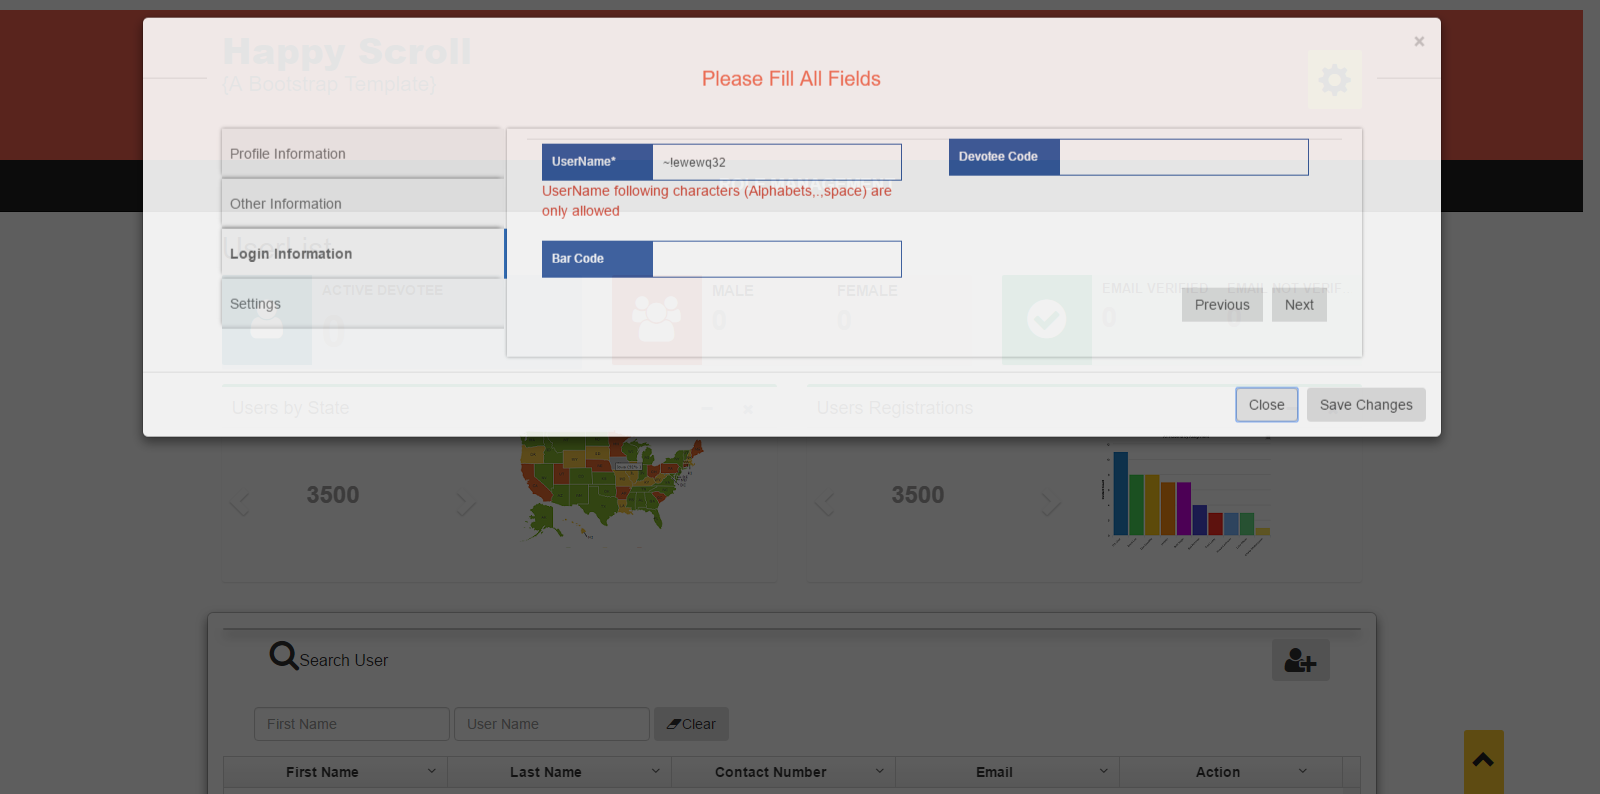 Happy Scroll
{A Bootstrap Template}
×
Please Fill All Fields
Profile Information
Other Information
Login Information
Settings
UserName*
~!ewewq32
UserName following characters (Alphabets,.,space) are
only allowed
Devotee Code
Bar Code
UserList
ACTIVE DEVOTEE
0
MALE
0
FEMALE
0
EMAIL VERIFIED
0
EMAIL NOT VERIF
0
Previous
Next
Close
Save Changes
Users by State
Users Registrations
3500
3500
Search User
First Name
User Name
Clear
First Name
Last Name
Contact Number
Email
Action